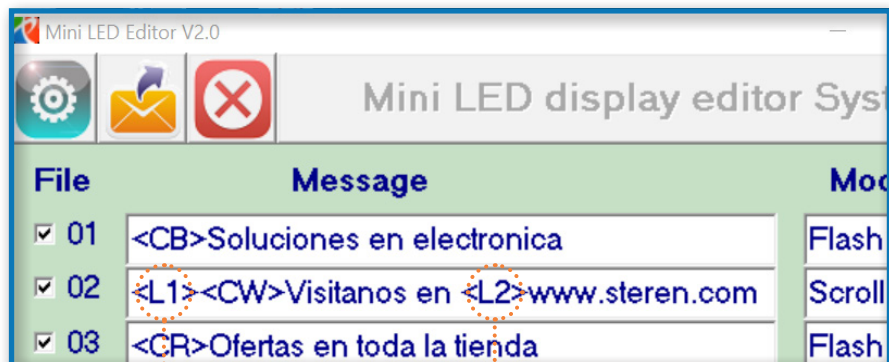 Mini LED Editor V2.0
Mini LED display editor Syst
File Message Mod
01 <CB>Soluciones en electronica Flash
02 <L1><CW>Visitanos en <L2>www.steren.com Scroll
03 <CR>Ofertas en toda la tienda Flash